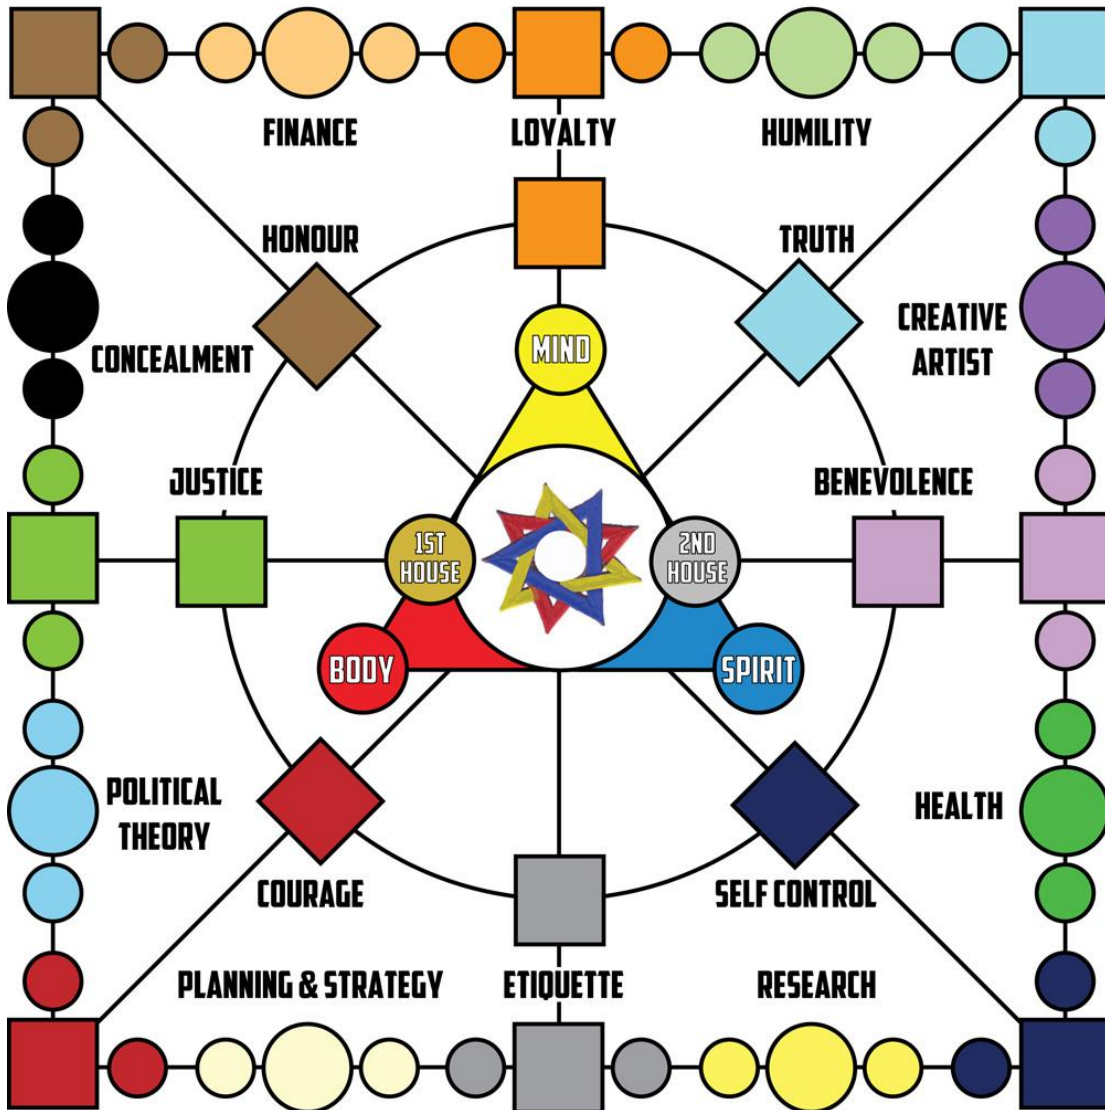 FINANCE
LOYALTY
HUMILITY
HONOUR
TRUTH
CONCEALMENT
CREATIVE
ARTIST
MIND
JUSTICE
BENEVOLENCE
1ST
HOUSE
2ND
HOUSE
BODY
SPIRIT
POLITICAL
THEORY
HEALTH
COURAGE
SELF CONTROL
PLANNING & STRATEGY
ETIQUETTE
RESEARCH